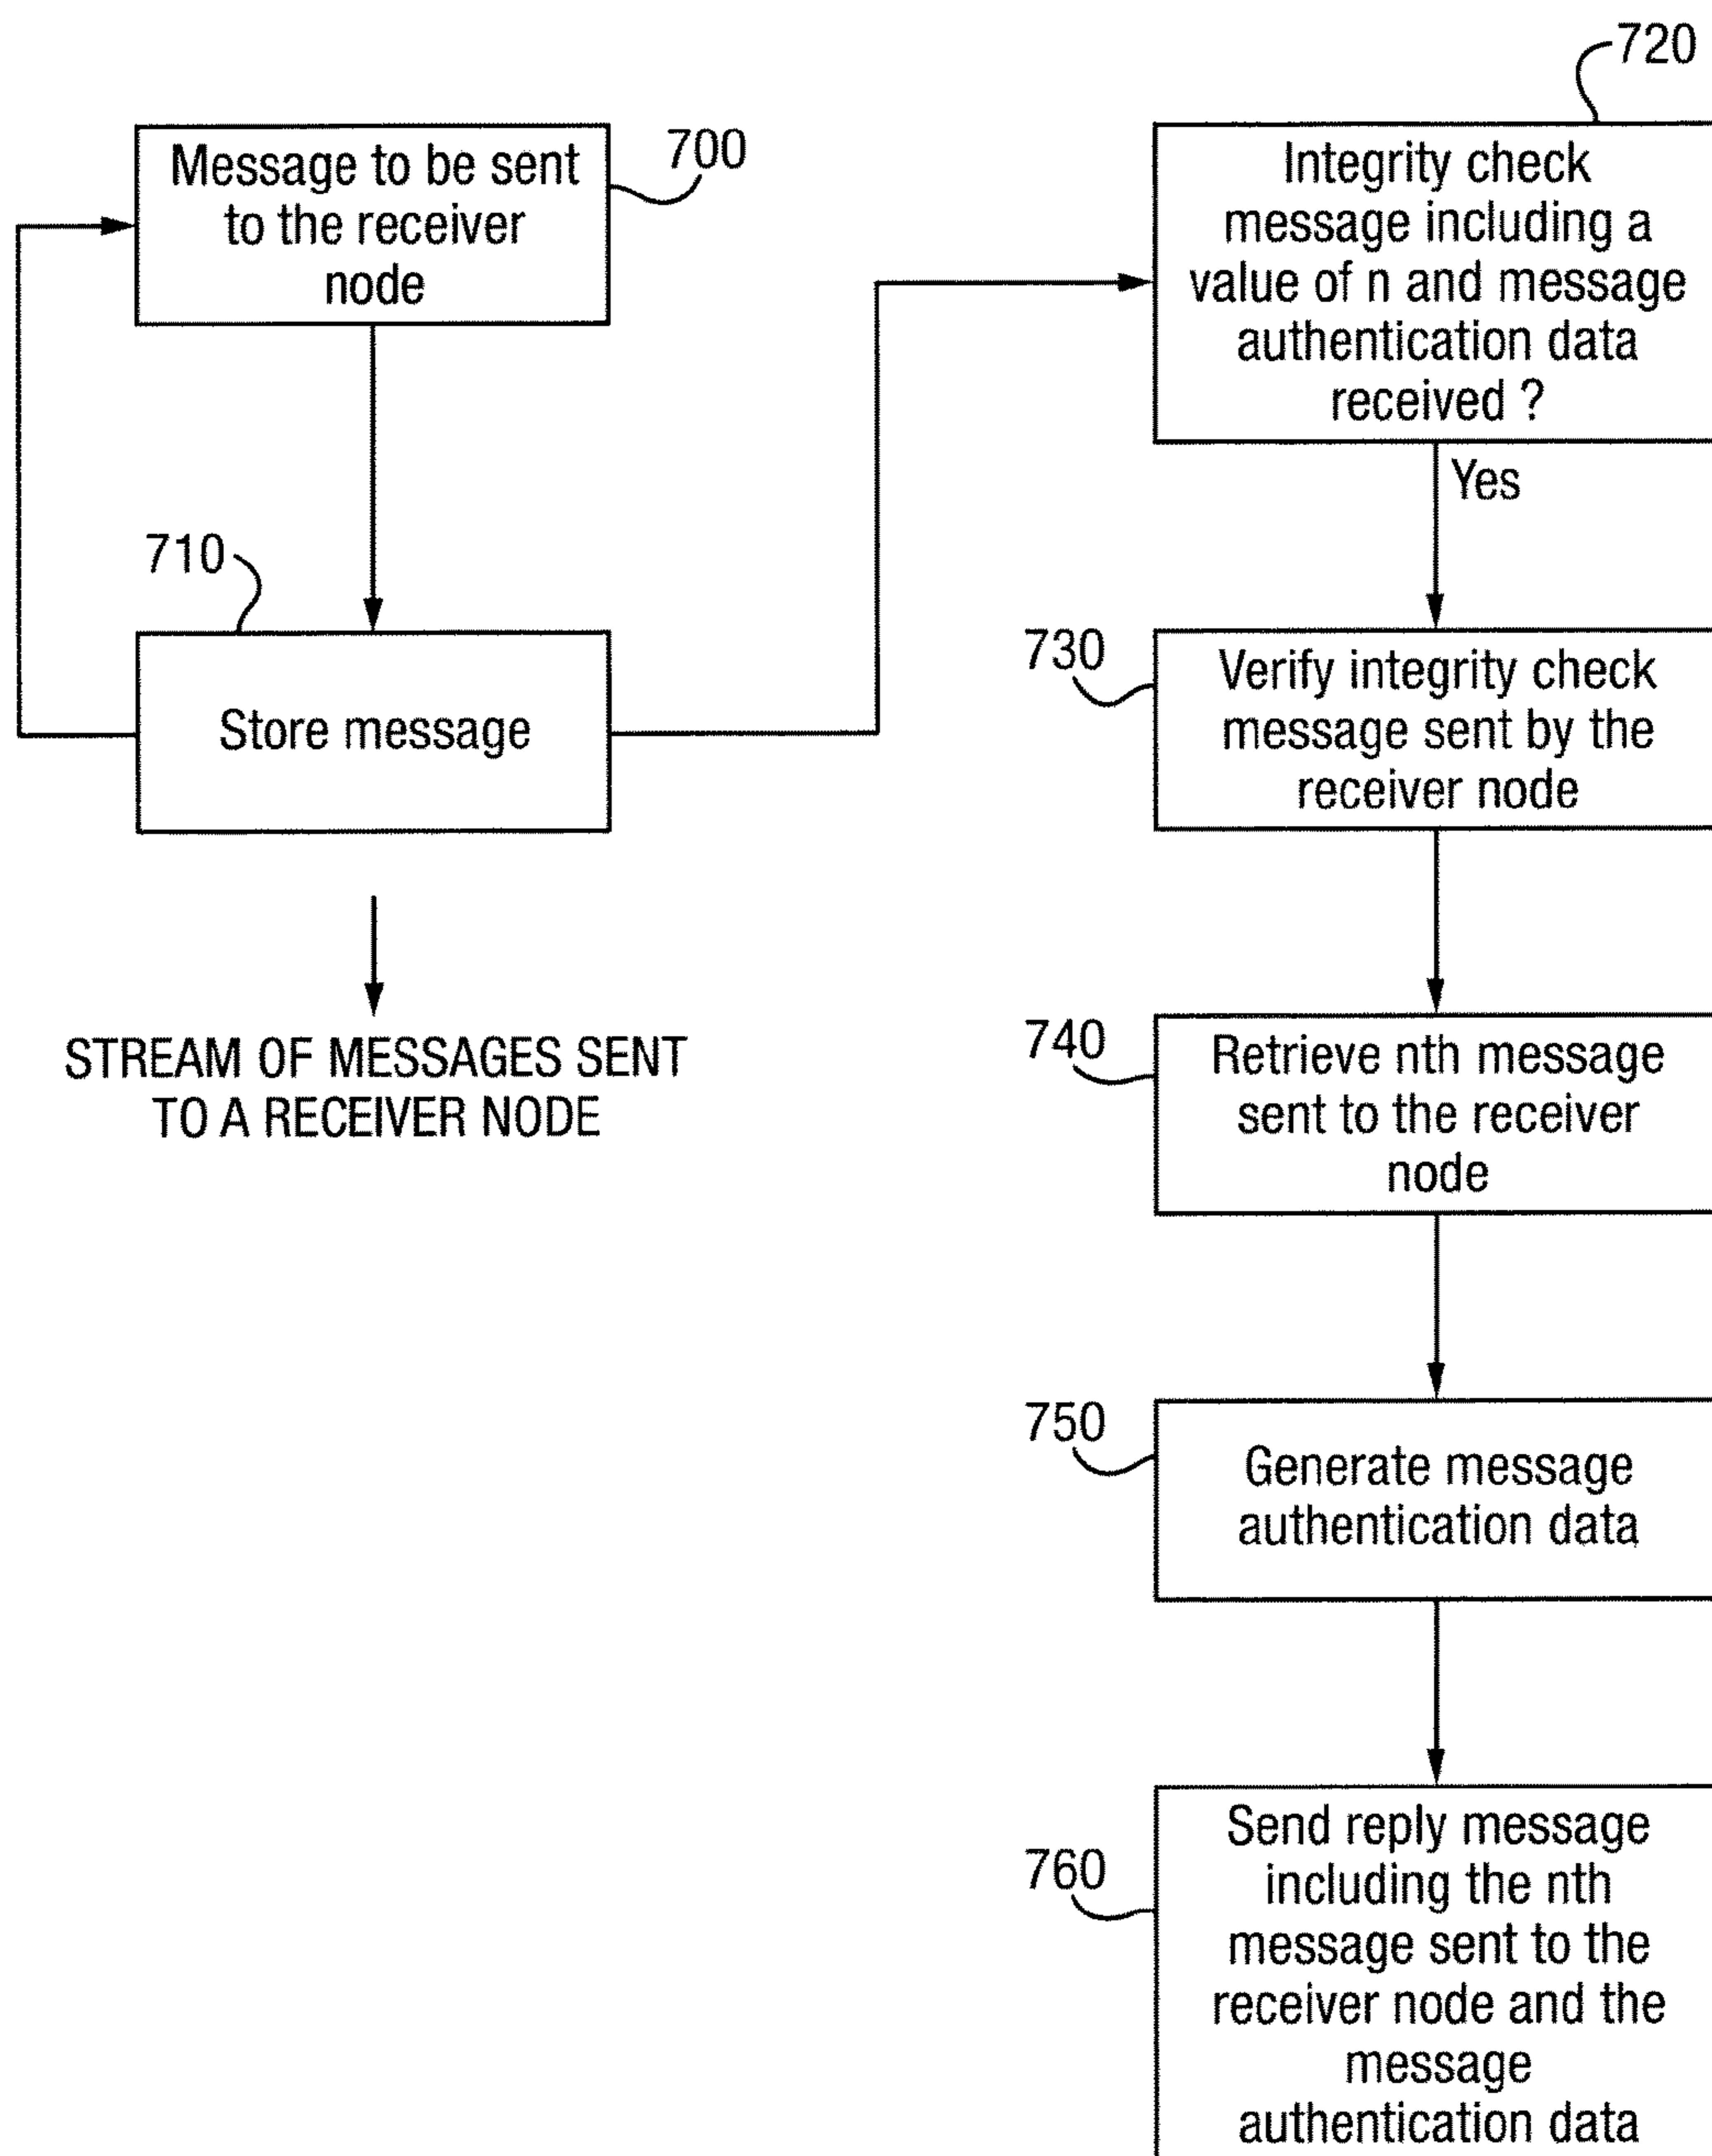 720
Message to be sent
to the receiver
node
700
Integrity check
message including a
value of n and message
authentication data
received ?
Yes
710
Store message
730
Verify integrity check
message sent by the
receiver node
STREAM OF MESSAGES SENT
TO A RECEIVER NODE
740
Retrieve nth message
sent to the receiver
node
750
Generate message
authentication data
760
Send reply message
including the nth
message sent to the
receiver node and the
message
authentication data